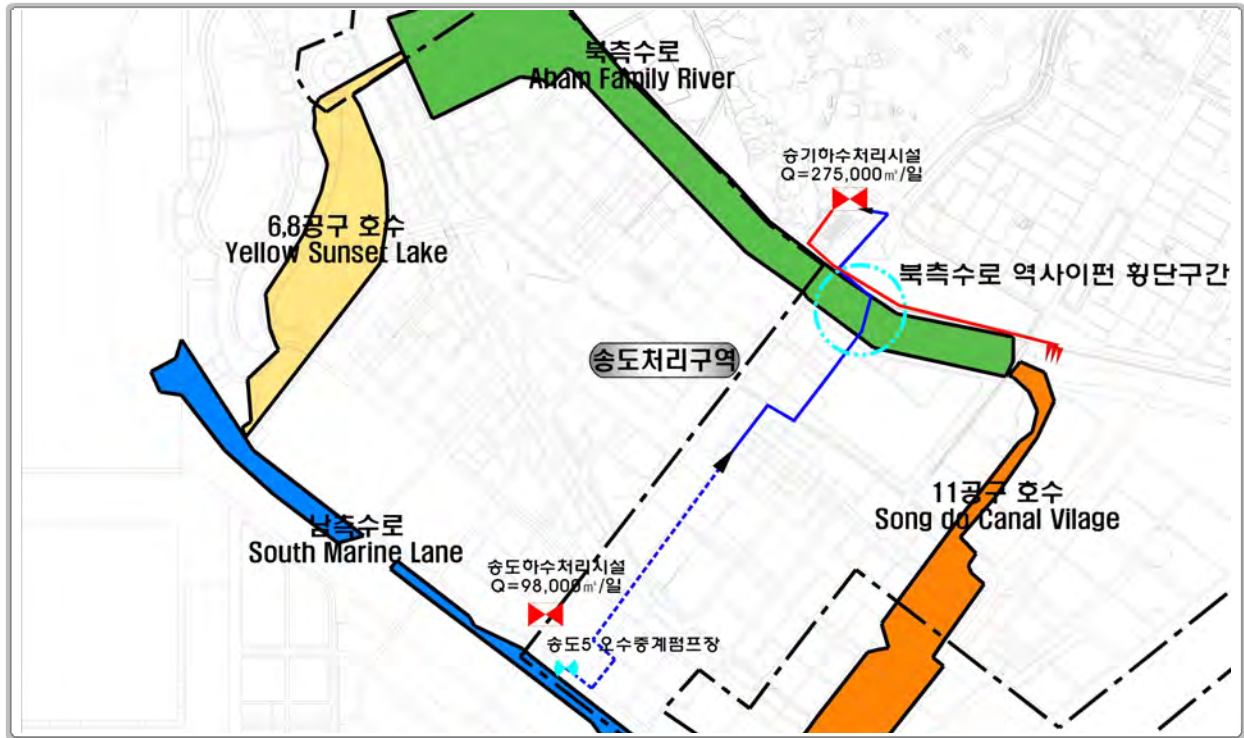 북측수로
Aham Family River
승기하수처리시설
Q=275,000㎥/일
6,8공구 호수
Yellow Sunset Lake
북측수로 역사이펀 횡단구간
송도처리구역
11공구 호수
Song do Canal Vilage
남측수로
South Marine Lane
송도하수처리시설
Q=98,000㎥/일
송도5 오수중계펌프장